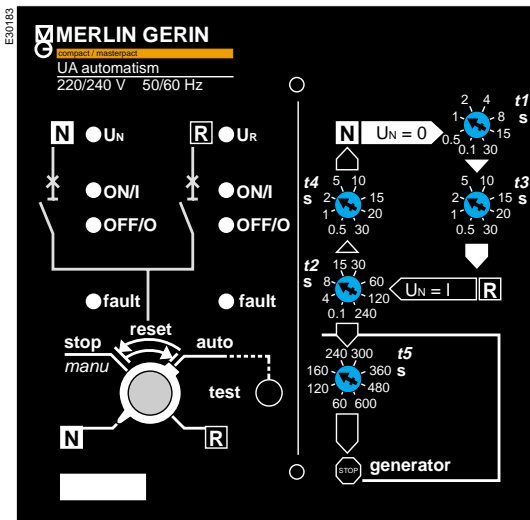 E30183
MERLIN GERIN
compact / masterpact
UA automatism
220/240 V 50/60 Hz
N UN R UR
ON/I ON/I
OFF/O OFF/O
fault fault
reset
stop auto
manu
test
N R
t1
s
0.1 0.5 1 2 4 8 15 30
N UN = 0
t4
s
0.5 1 2 5 10 15 20 30
t3
s
0.5 1 2 5 10 15 20 30
t2
s
0.1 4 8 15 30 60 120 240
UN = I R
t5
s
60 120 160 240 300 360 480 600
STOP generator